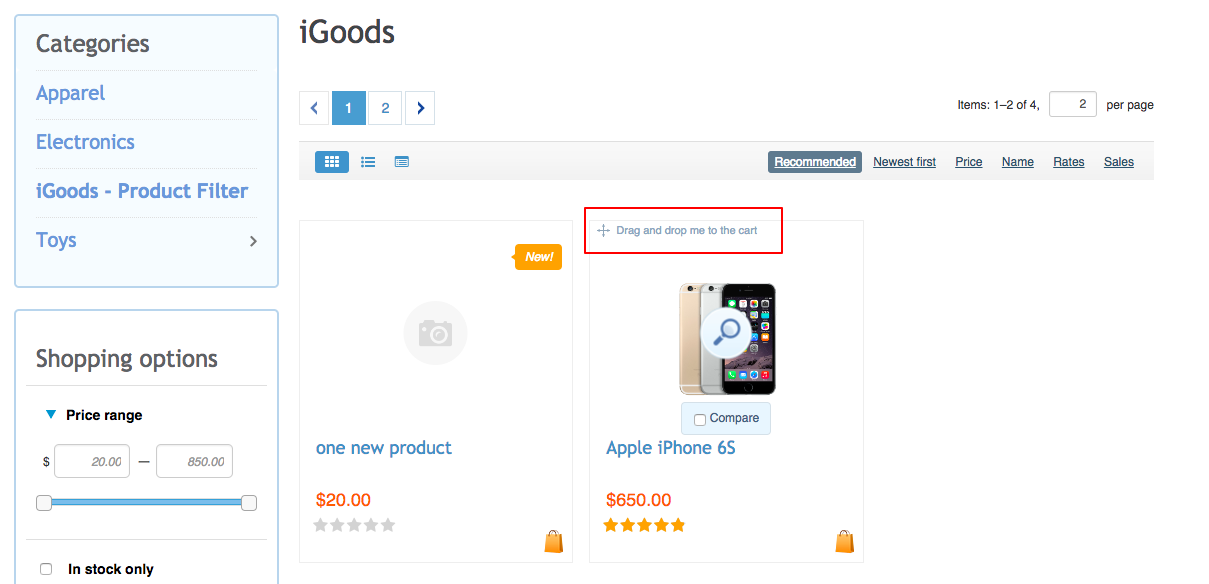 Categories
Apparel
Electronics
iGoods - Product Filter
Toys
Shopping options
Price range
$ 20.00 — 850.00
In stock only
iGoods
1 2
Items: 1–2 of 4, 2 per page
Recommended Newest first Price Name Rates Sales
New!
one new product
$20.00
Drag and drop me to the cart
Compare
Apple iPhone 6S
$650.00